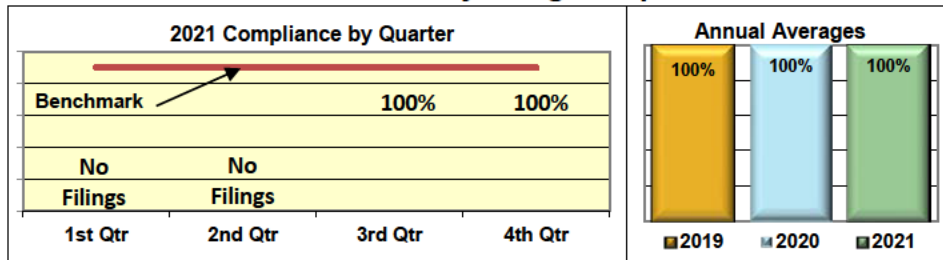 2021 Compliance by Quarter
Benchmark
100% 100%
No No
Filings Filings
1st Qtr 2nd Qtr 3rd Qtr 4th Qtr
Annual Averages
100% 100% 100%
2019 2020 2021